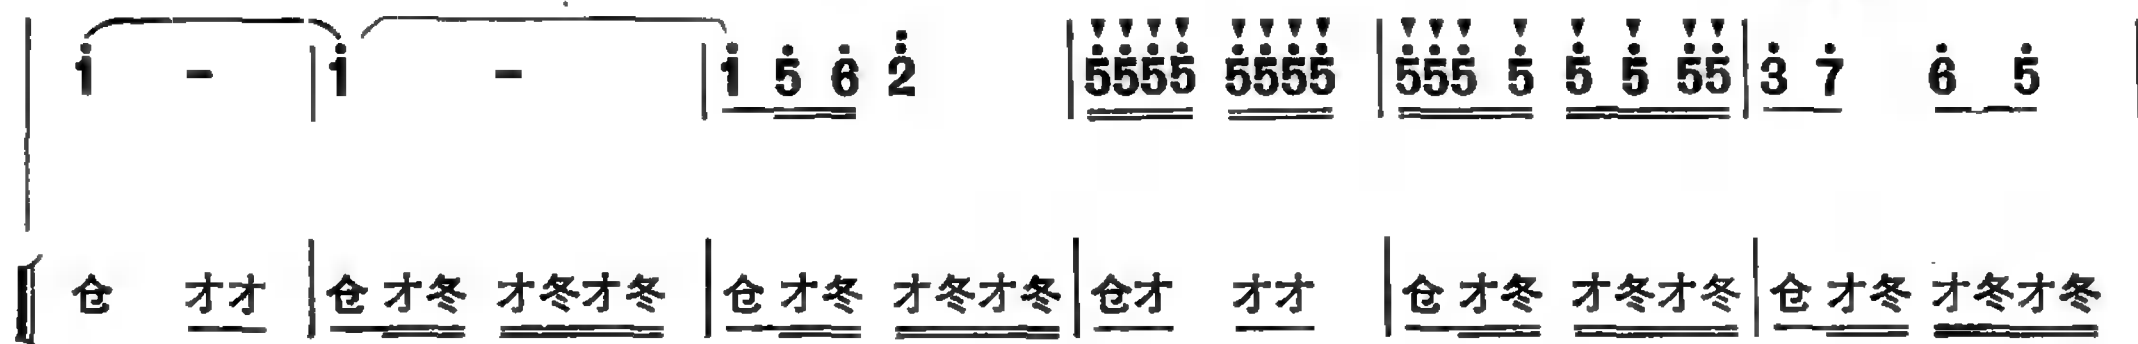 1 - | 1 - | 1 5 6 2 | 5555 5555 | 555 5 5 5 55 | 3 7 6 5 |
仓 才才 | 仓 才冬 才冬才冬 | 仓 才冬 才冬才冬 | 仓才 才才 | 仓 才冬 才冬才冬 | 仓 才冬 才冬才冬